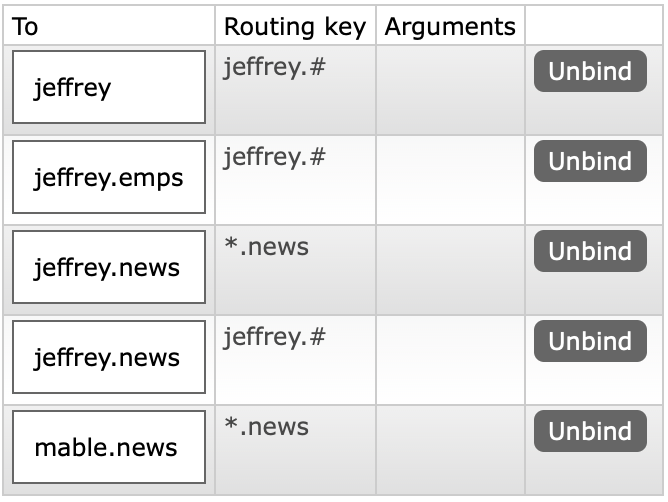 To Routing key Arguments
jeffrey jeffrey.# Unbind
jeffrey.emps jeffrey.# Unbind
jeffrey.news *.news Unbind
jeffrey.news jeffrey.# Unbind
mable.news *.news Unbind